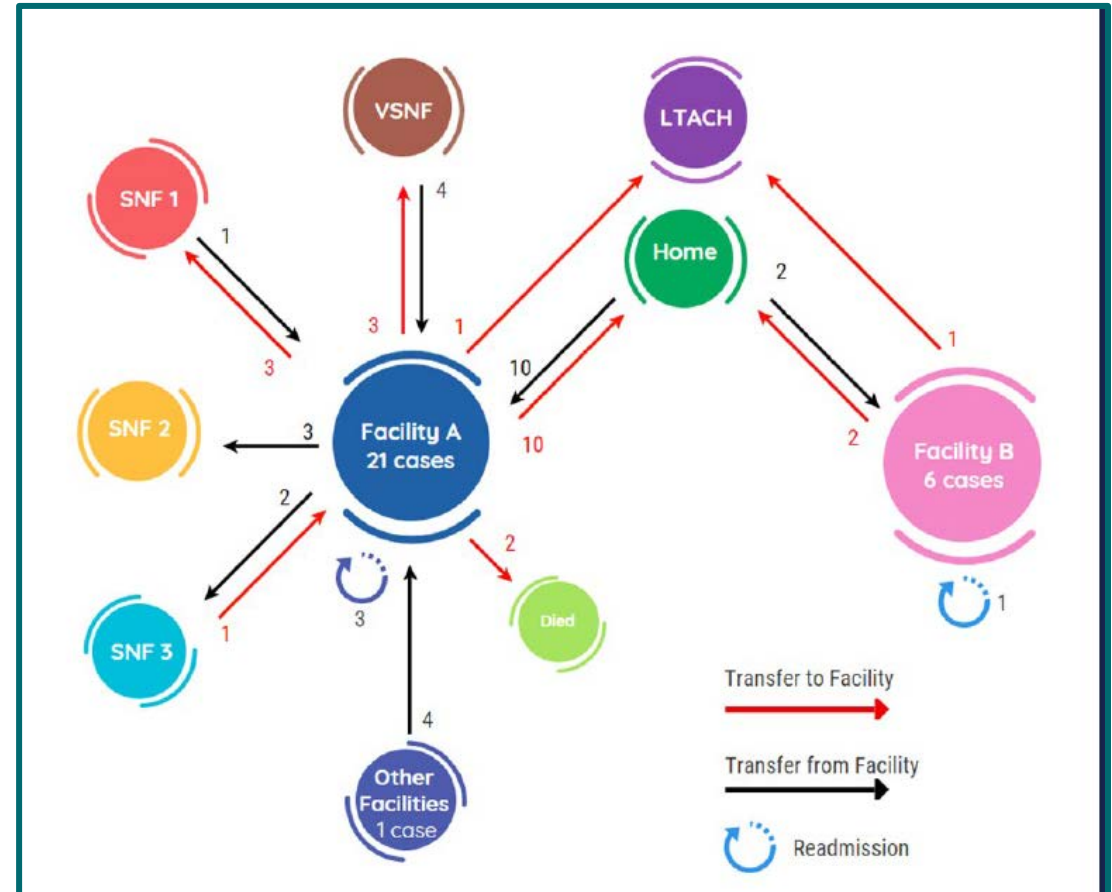 VSNF
LTACH
SNF 1
4
1
Home
2
3
1
1
3
10
SNF 2
3
Facility A
21 cases
10
2
Facility B
6 cases
2
2
3
1
SNF 3
1
Died
Transfer to Facility
4
Transfer from Facility
Other
Facilities
1 case
Readmission